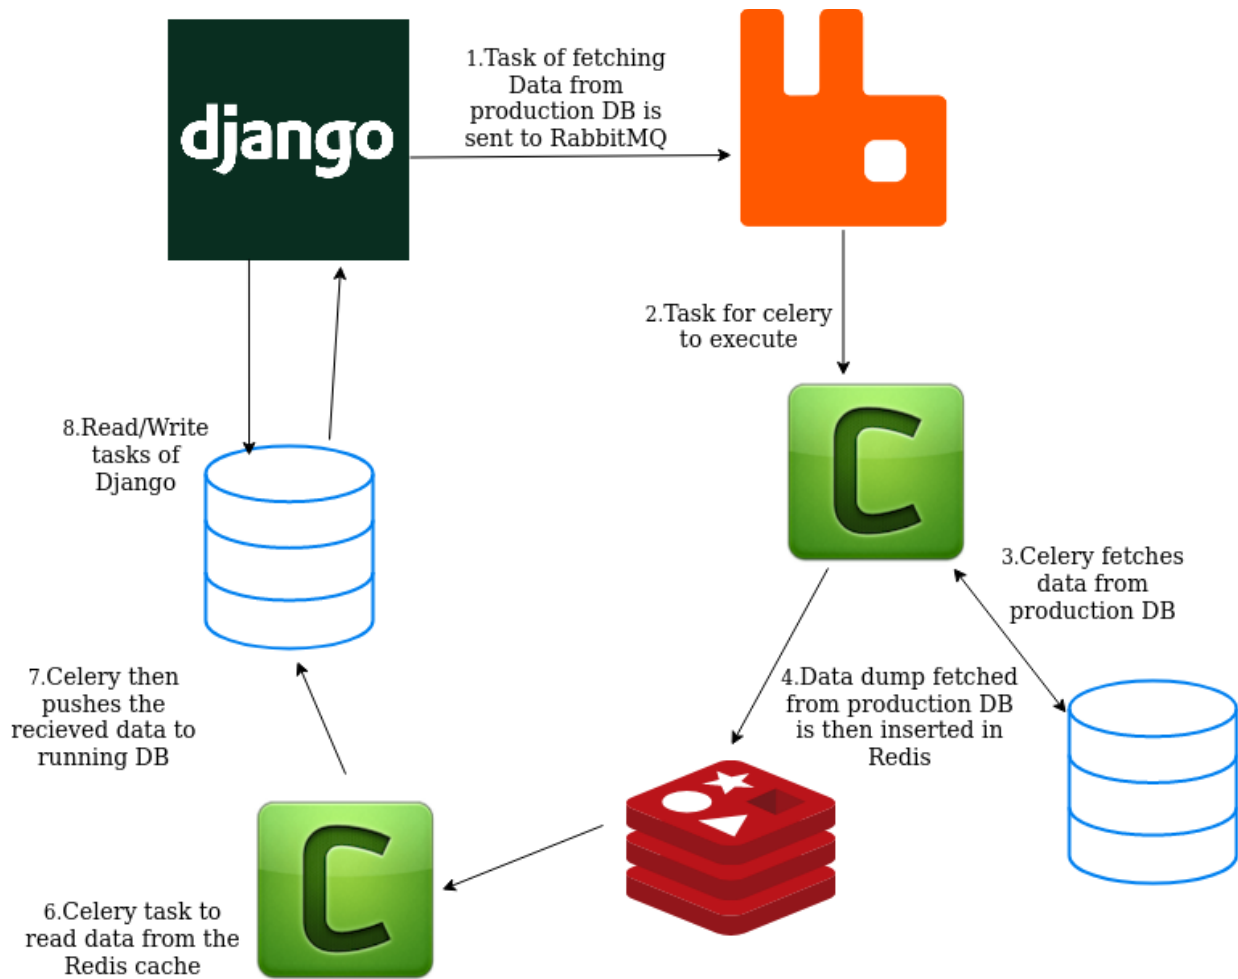 django
1.Task of fetching
Data from
production DB is
sent to RabbitMQ
2.Task for celery
to execute
C
3.Celery fetches
data from
production DB
4.Data dump fetched
from production DB
is then inserted in
Redis
C
6.Celery task to
read data from the
Redis cache
7.Celery then
pushes the
recieved data to
running DB
8.Read/Write
tasks of
Django